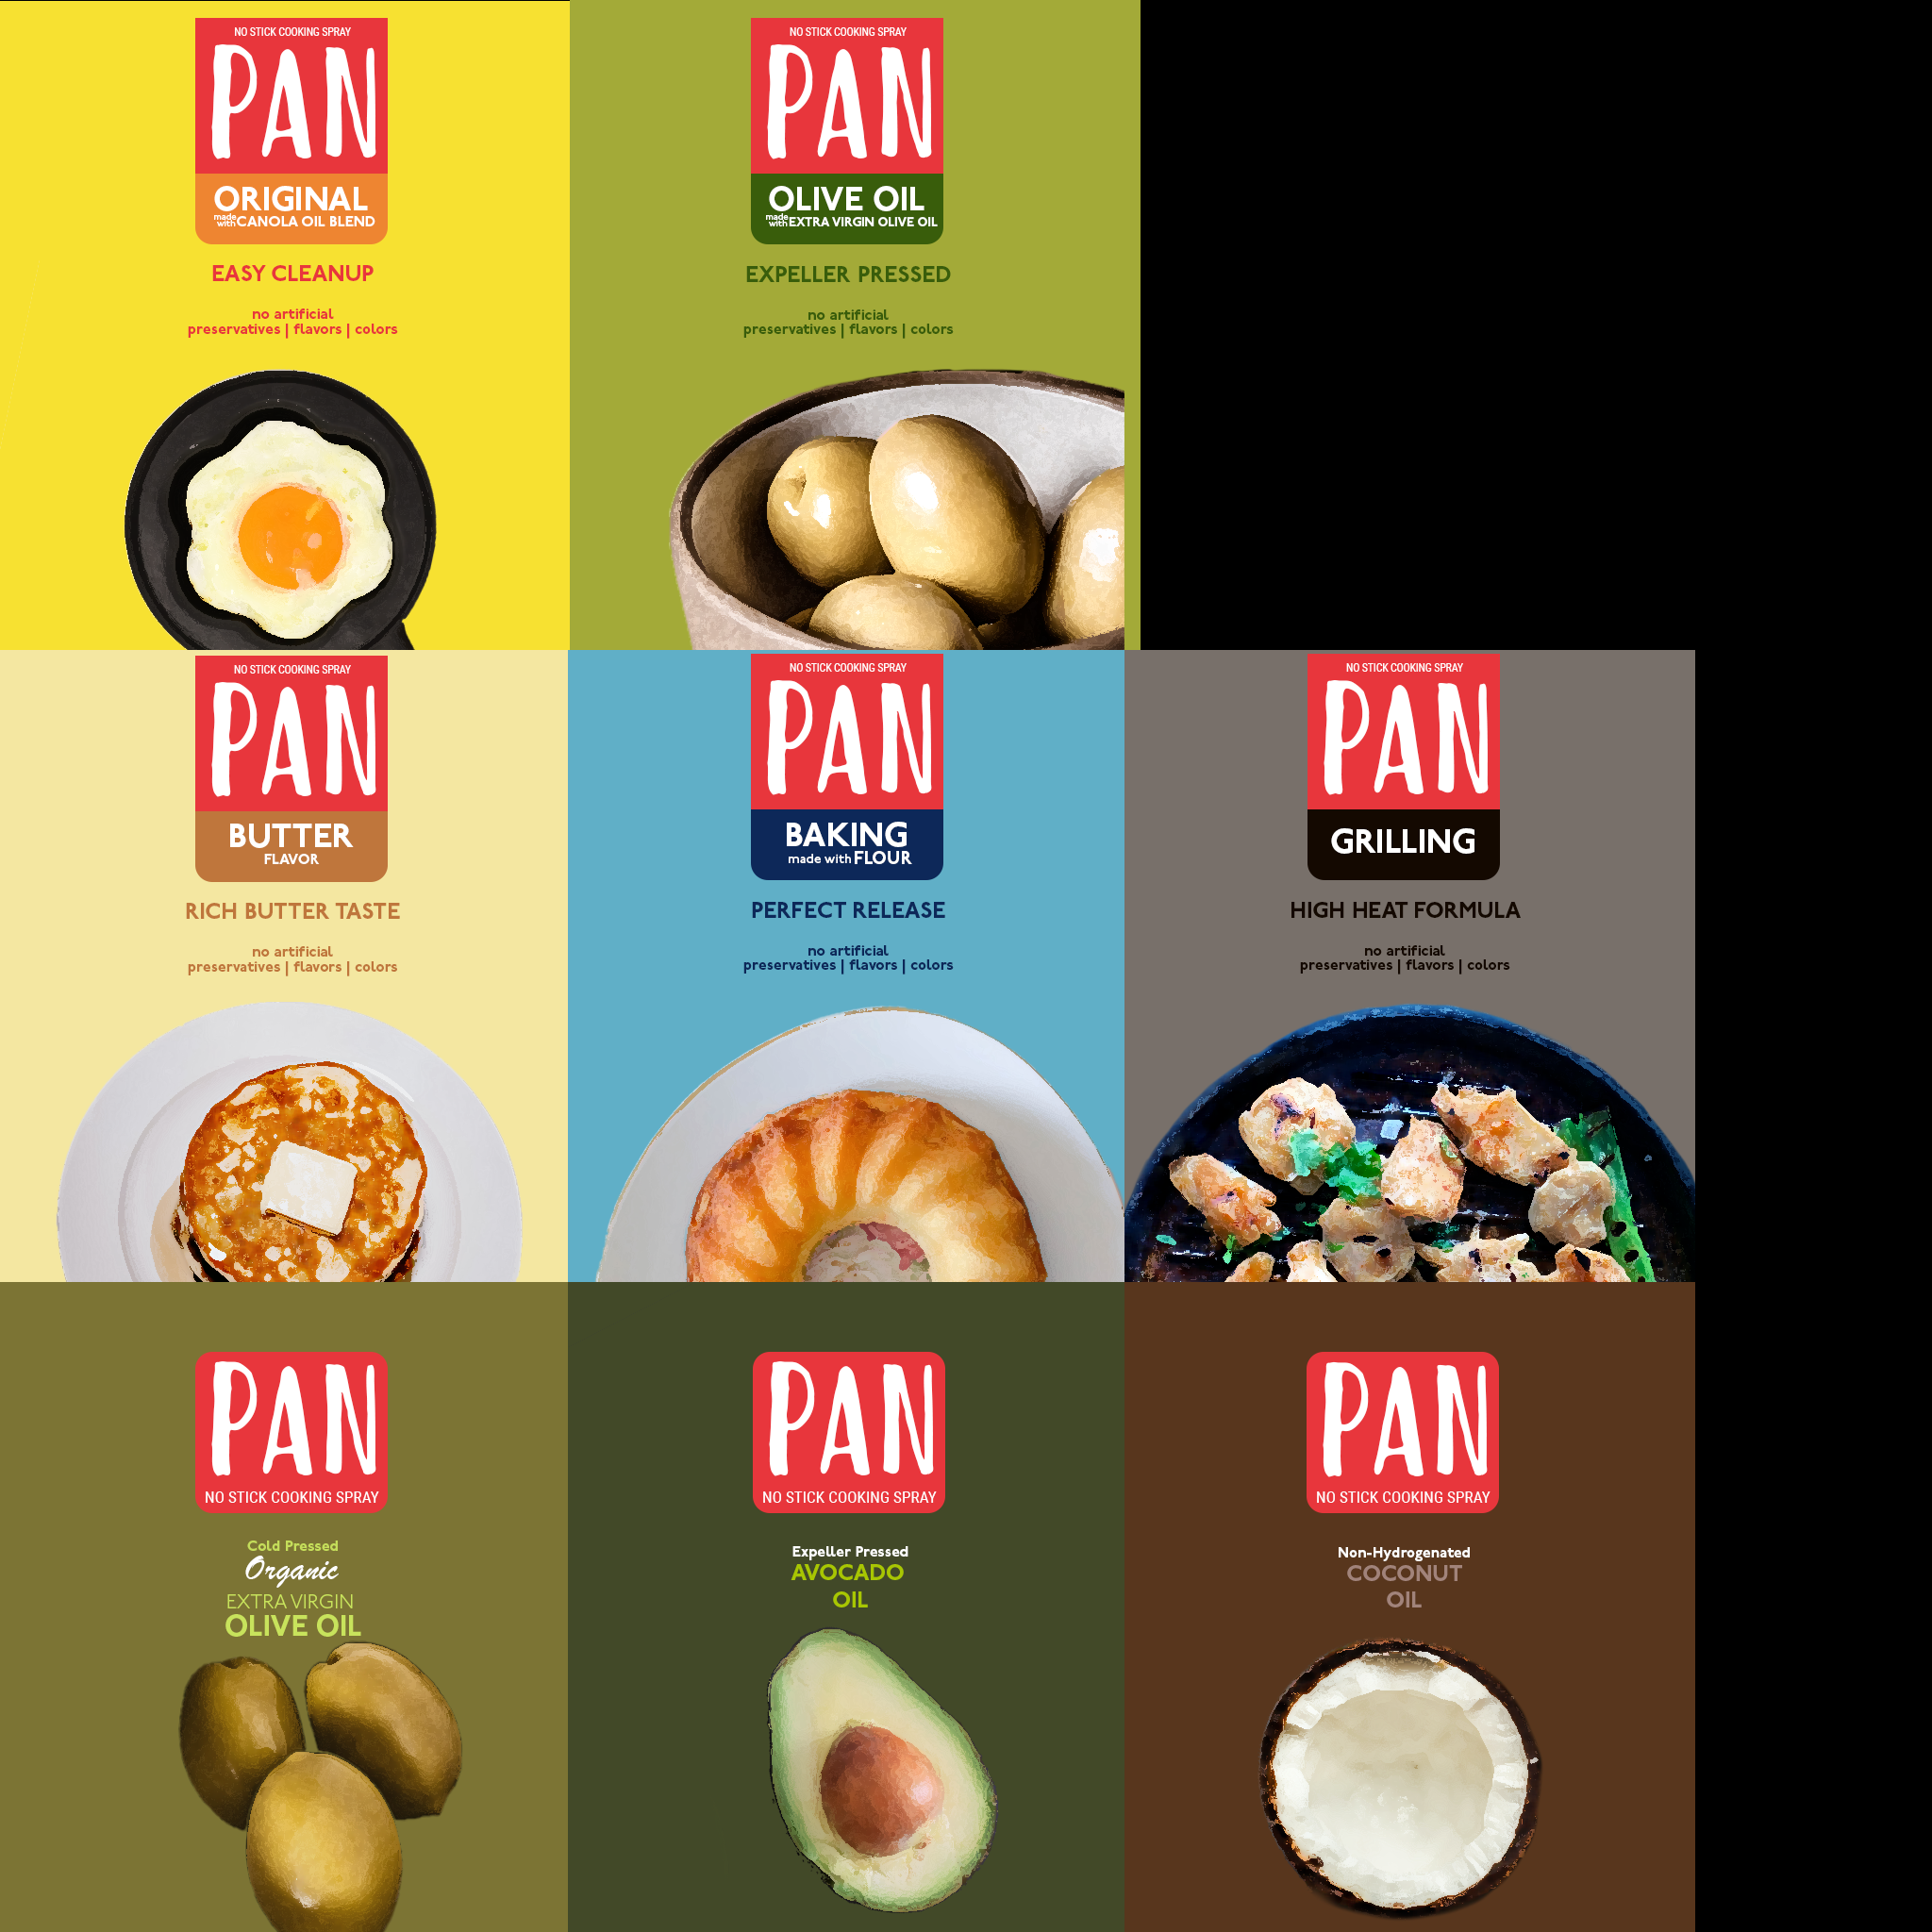 NO STICK COOKING SPRAY
PAN
ORIGINAL
made with CANOLA OIL BLEND
EASY CLEANUP
no artificial
preservatives | flavors | colors
NO STICK COOKING SPRAY
PAN
OLIVE OIL
made with EXTRA VIRGIN OLIVE OIL
EXPELLER PRESSED
no artificial
preservatives | flavors | colors
NO STICK COOKING SPRAY
PAN
BUTTER
FLAVOR
RICH BUTTER TASTE
no artificial
preservatives | flavors | colors
NO STICK COOKING SPRAY
PAN
BAKING
made with FLOUR
PERFECT RELEASE
no artificial
preservatives | flavors | colors
NO STICK COOKING SPRAY
PAN
GRILLING
HIGH HEAT FORMULA
no artificial
preservatives | flavors | colors
PAN
NO STICK COOKING SPRAY
Cold Pressed
Organic
EXTRA VIRGIN
OLIVE OIL
PAN
NO STICK COOKING SPRAY
Expeller Pressed
AVOCADO
OIL
PAN
NO STICK COOKING SPRAY
Non-Hydrogenated
COCONUT
OIL